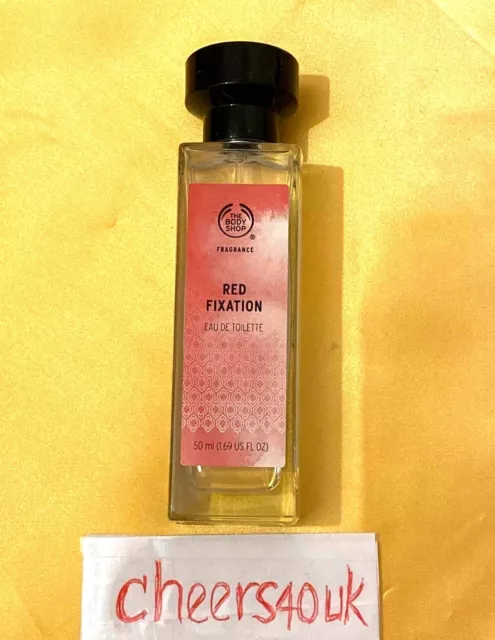 THE
BODY
SHOP
®
FRAGRANCE
RED
FIXATION
EAU DE TOILETTE
50 ml (1.69 US FL OZ)
cheers40uk